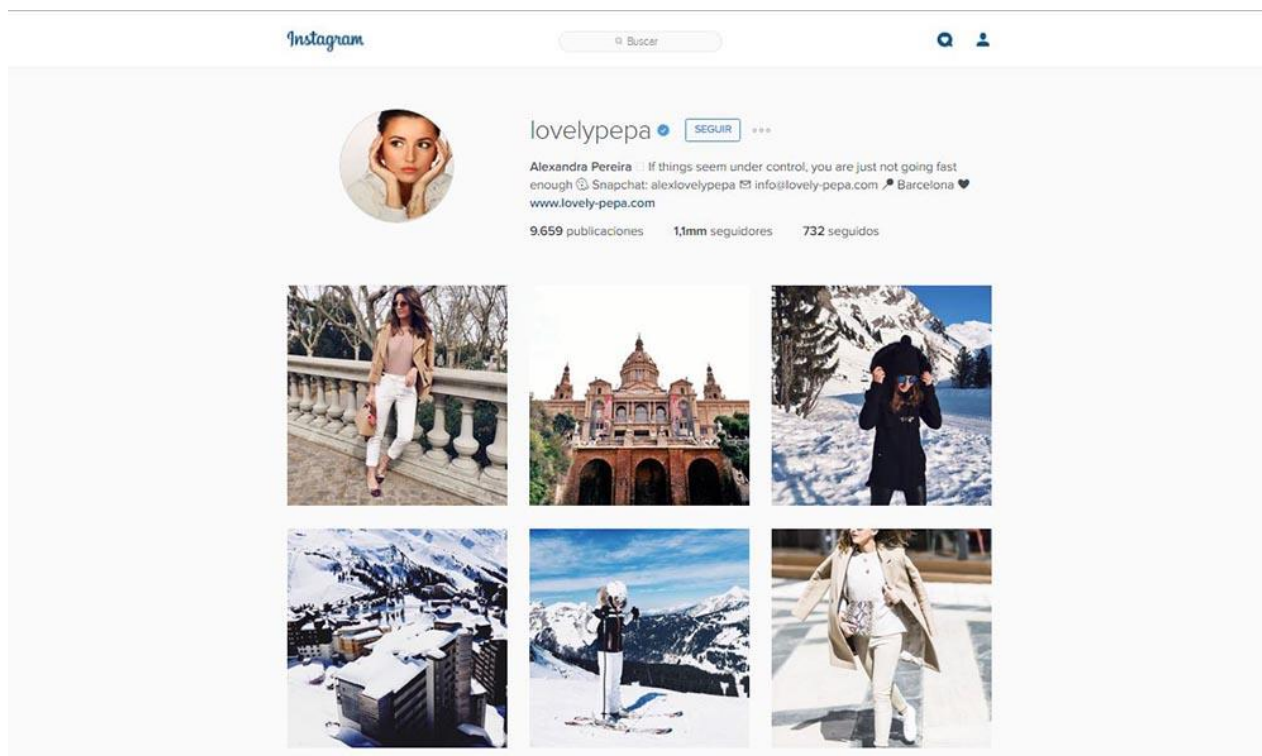 Instagram
Buscar
lovelypepa
SEGUIR
Alexandra Pereira If things seem under control, you are just not going fast
enough Snapchat: alexlovelypepa ✉ info@lovely-pepa.com Barcelona ♥
www.lovely-pepa.com
9.659 publicaciones 1,1mm seguidores 732 seguidos